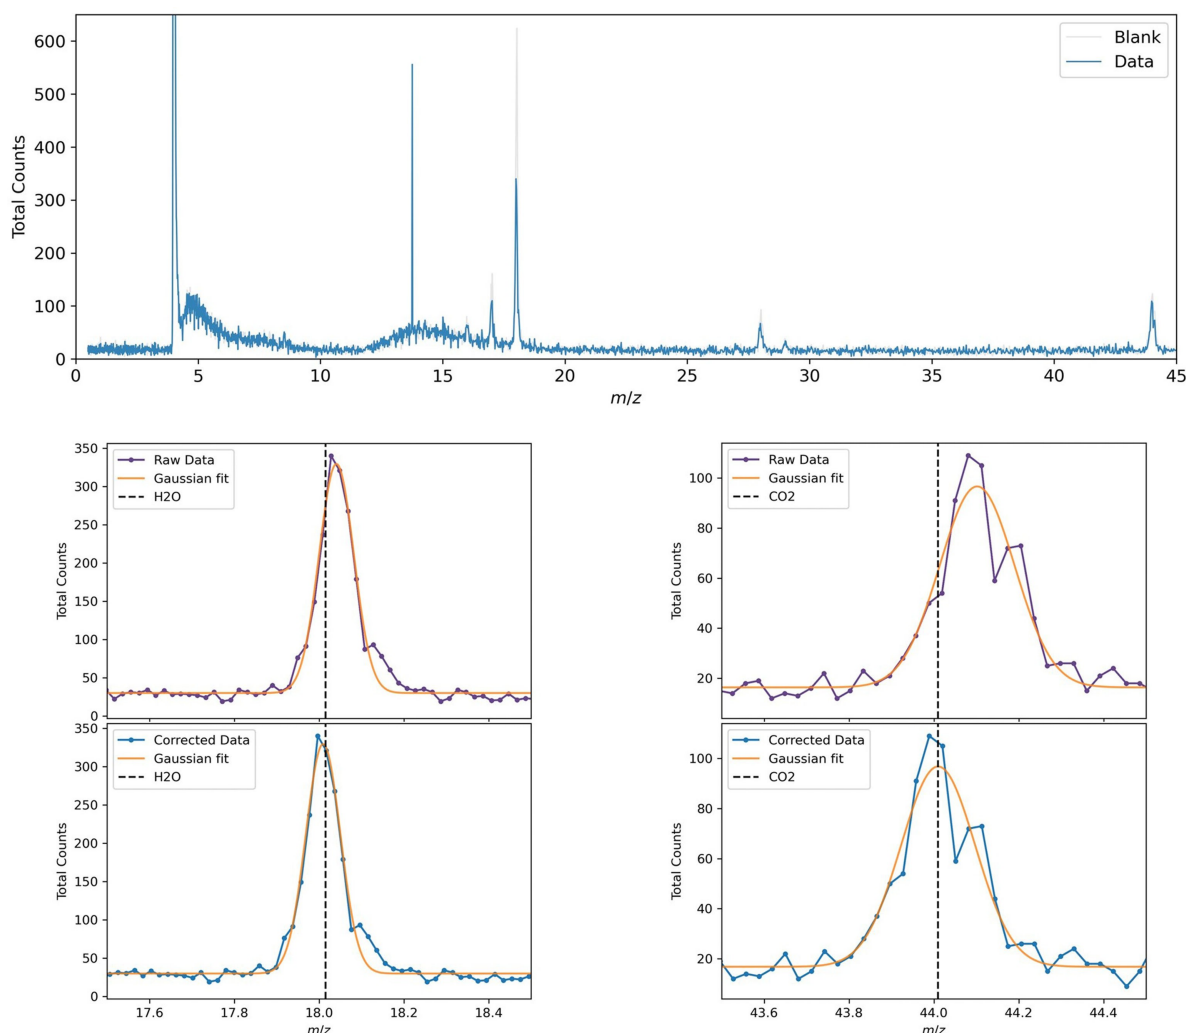 600
500
400
300
200
100
0
Total Counts
Blank
Data
0 5 10 15 20 25 30 35 40 45
m/z
350
300
250
200
150
100
50
0
Total Counts
Raw Data
Gaussian fit
H2O
100
80
60
40
20
Total Counts
Raw Data
Gaussian fit
CO2
350
300
250
200
150
100
50
0
Total Counts
Corrected Data
Gaussian fit
H2O
17.6 17.8 18.0 18.2 18.4
m/z
100
80
60
40
20
Total Counts
Corrected Data
Gaussian fit
CO2
43.6 43.8 44.0 44.2 44.4
m/z